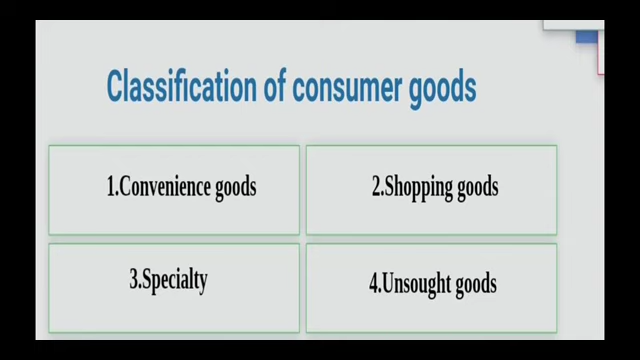 Classification of consumer goods
1.Convenience goods
2.Shopping goods
3.Specialty
4.Unsought goods